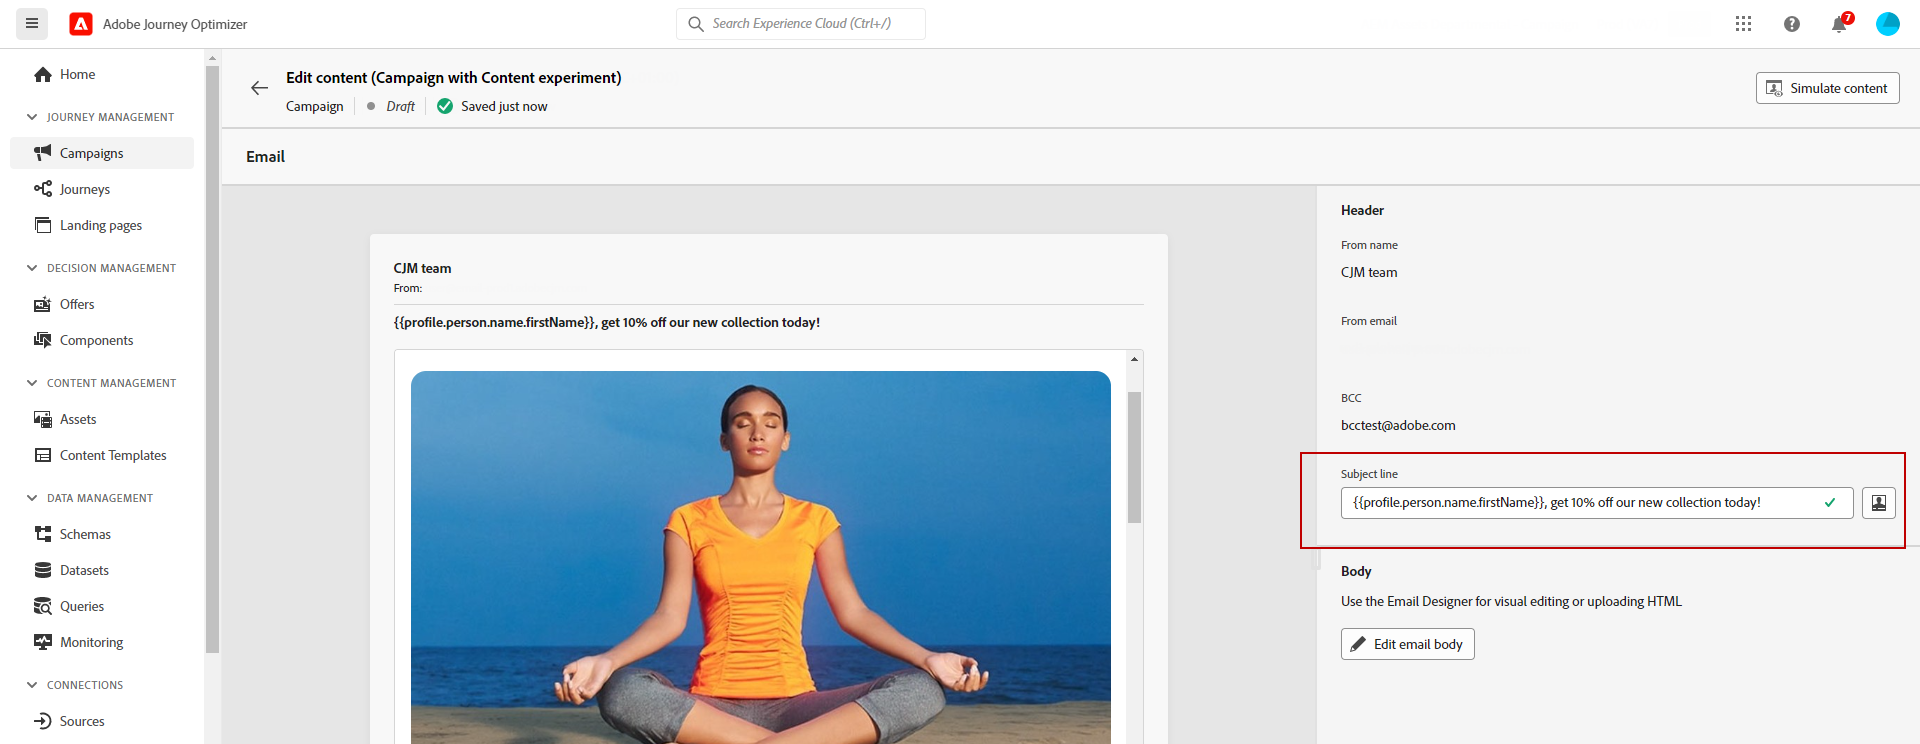 Adobe Journey Optimizer
Search Experience Cloud (Ctrl+/)
7
Home
JOURNEY MANAGEMENT
Campaigns
Journeys
Landing pages
DECISION MANAGEMENT
Offers
Components
CONTENT MANAGEMENT
Assets
Content Templates
DATA MANAGEMENT
Schemas
Datasets
Queries
Monitoring
CONNECTIONS
Sources
Edit content (Campaign with Content experiment)
Campaign Draft Saved just now
Simulate content
Email
CJM team
From:
{{profile.person.name.firstName}}, get 10% off our new collection today!
Header
From name
CJM team
From email
BCC
bcctest@adobe.com
Subject line
{{profile.person.name.firstName}}, get 10% off our new collection today!
Body
Use the Email Designer for visual editing or uploading HTML
Edit email body